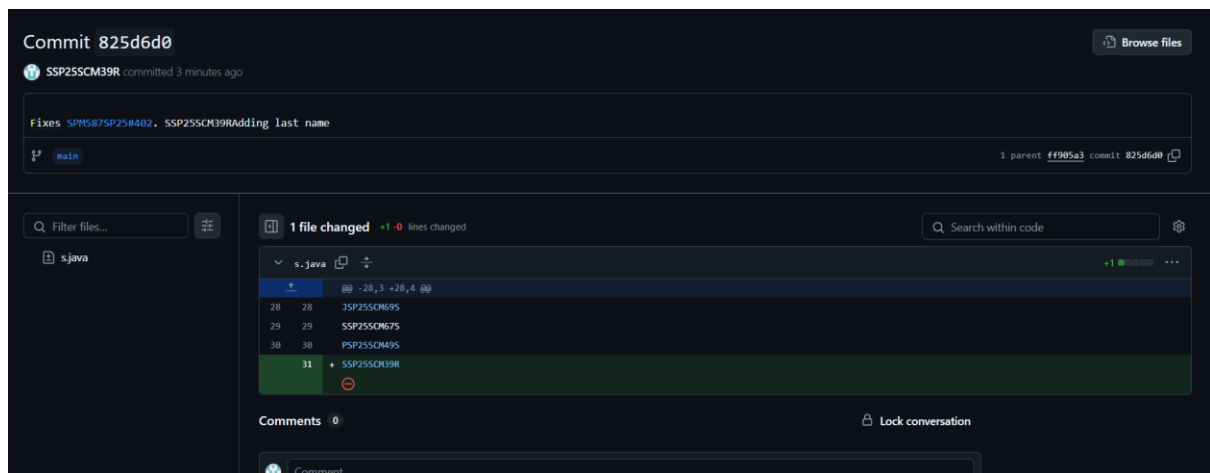 Commit 825d6d0
Browse files
SSP25SCM39R committed 3 minutes ago
Fixes SPM587SP25#402. SSP25SCM39RAdding last name
main
1 parent ff905a3 commit 825d6d0
Filter files...
1 file changed +1 -0 lines changed
Search within code
s.java
s.java
+1
@@ -28,3 +28,4 @@
28 28 JSP25SCM69S
29 29 SSP25SCM67S
30 30 PSP25SCM49S
31 + SSP25SCM39R
Comments 0
Lock conversation
Comment